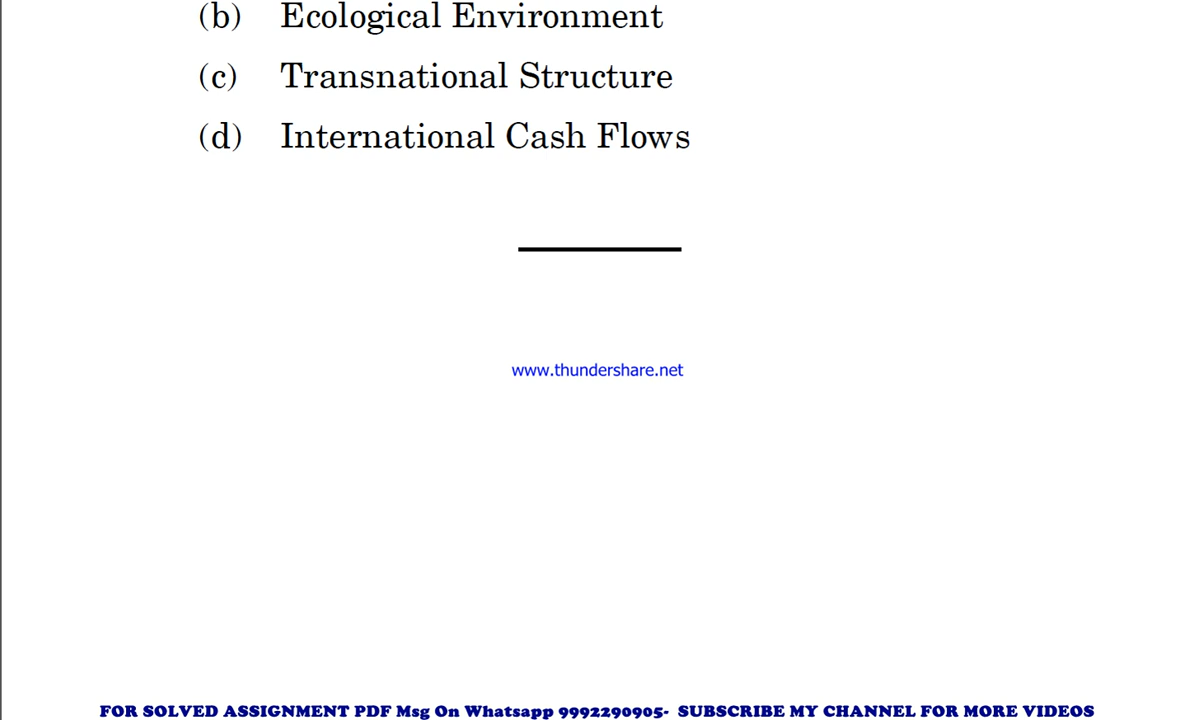 (b) Ecological Environment
(c) Transnational Structure
(d) International Cash Flows
www.thundershare.net
FOR SOLVED ASSIGNMENT PDF Msg On Whatsapp 9992290905- SUBSCRIBE MY CHANNEL FOR MORE VIDEOS